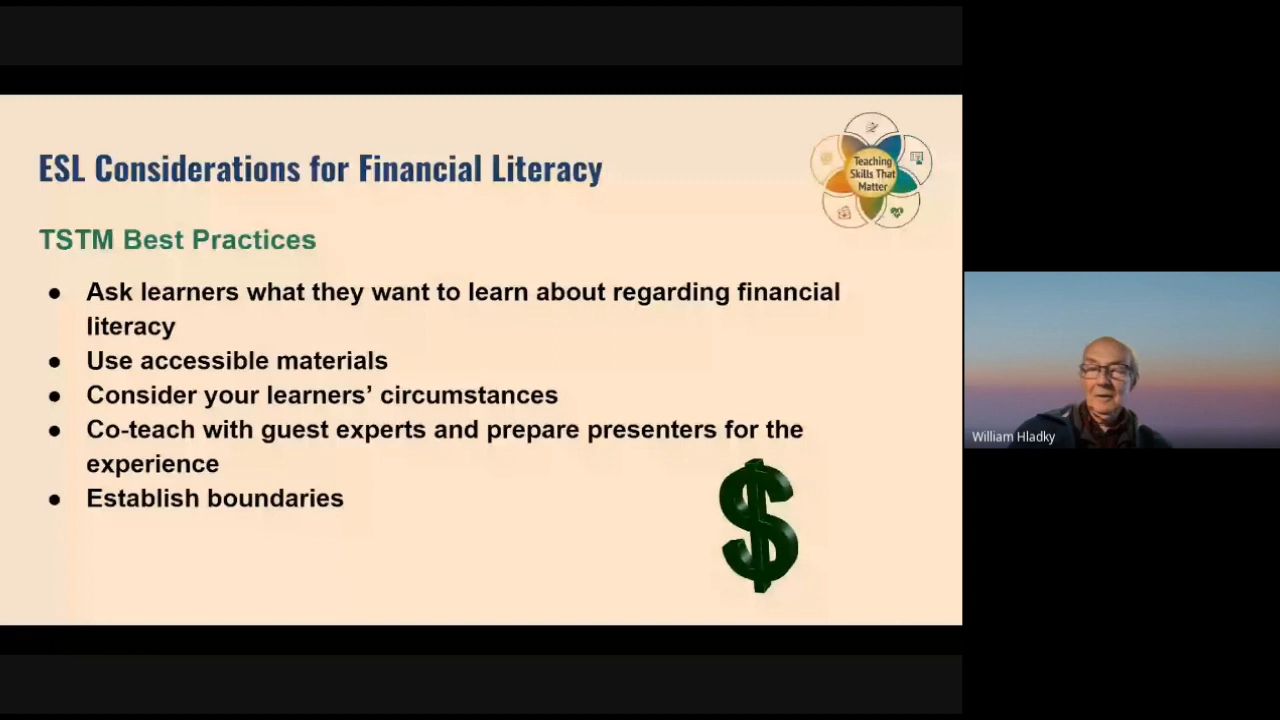 ESL Considerations for Financial Literacy
Teaching
Skills That
Matter
TSTM Best Practices
● Ask learners what they want to learn about regarding financial
literacy
● Use accessible materials
● Consider your learners’ circumstances
● Co-teach with guest experts and prepare presenters for the
experience
● Establish boundaries
$
William Hladky